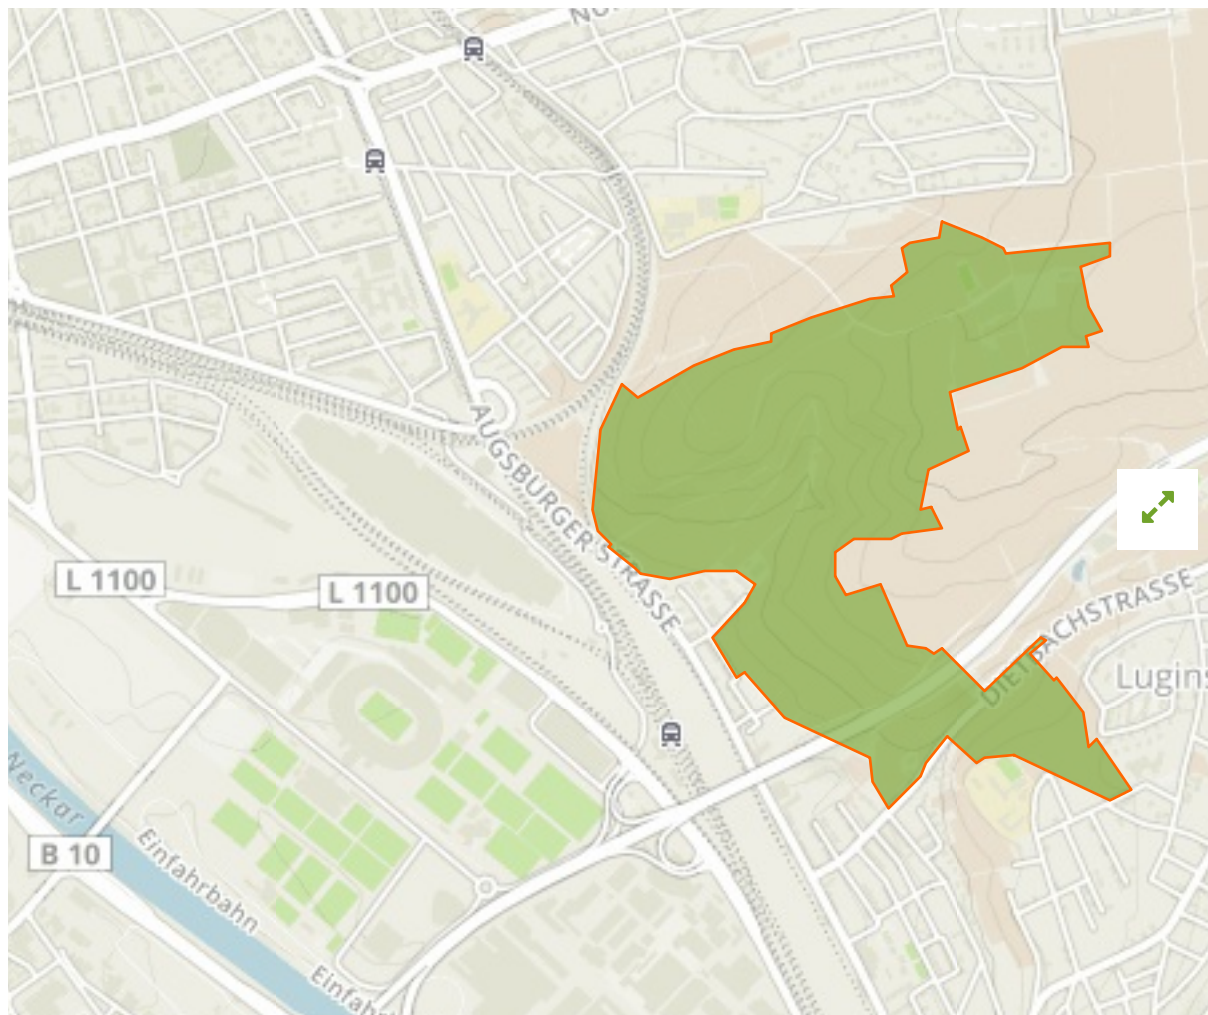 AUGSBURGER STRASSE
L 1100
L 1100
DIETBACHSTRASSE
Neckar
B 10
Einfahrbahn